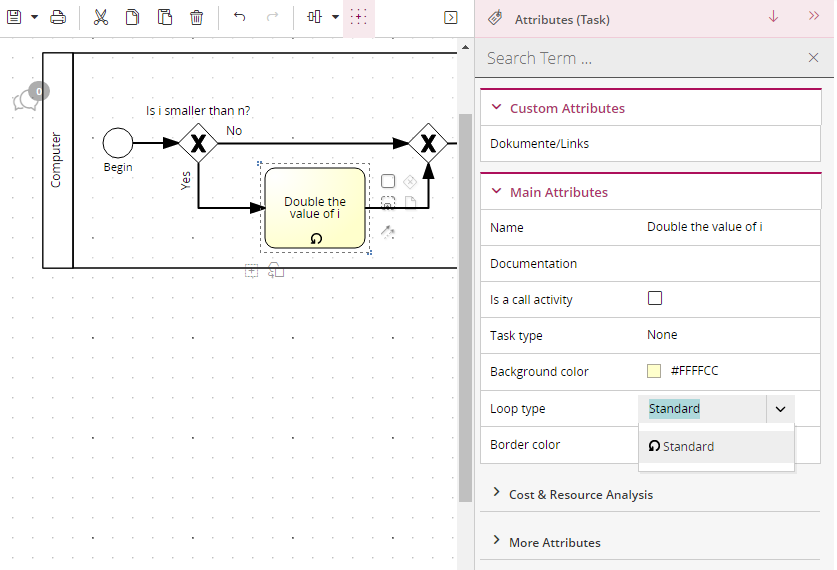 Attributes (Task)
Search Term ...
0
Computer
Is i smaller than n?
No
Begin
Yes
Double the
value of i
Custom Attributes
Dokumente/Links
Main Attributes
Name Double the value of i
Documentation
Is a call activity
Task type None
Background color #FFFFCC
Loop type Standard
Standard
Border color
Cost & Resource Analysis
More Attributes